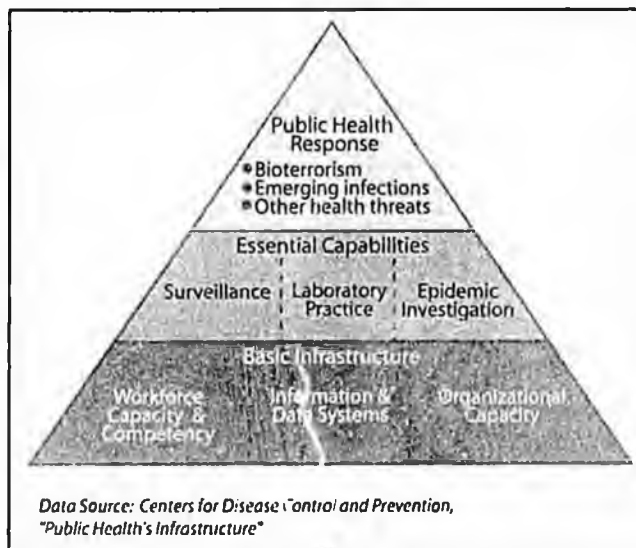 Public Health
Response
Bioterrorism
Emerging infections
Other health threats
Essential Capabilities
Surveillance
Laboratory
Practice
Epidemic
Investigation
Basic Infrastructure
Workforce
Capacity &
Competency
Information &
Data Systems
Organizational
Capacity
Data Source: Centers for Disease Control and Prevention,
"Public Health's Infrastructure"